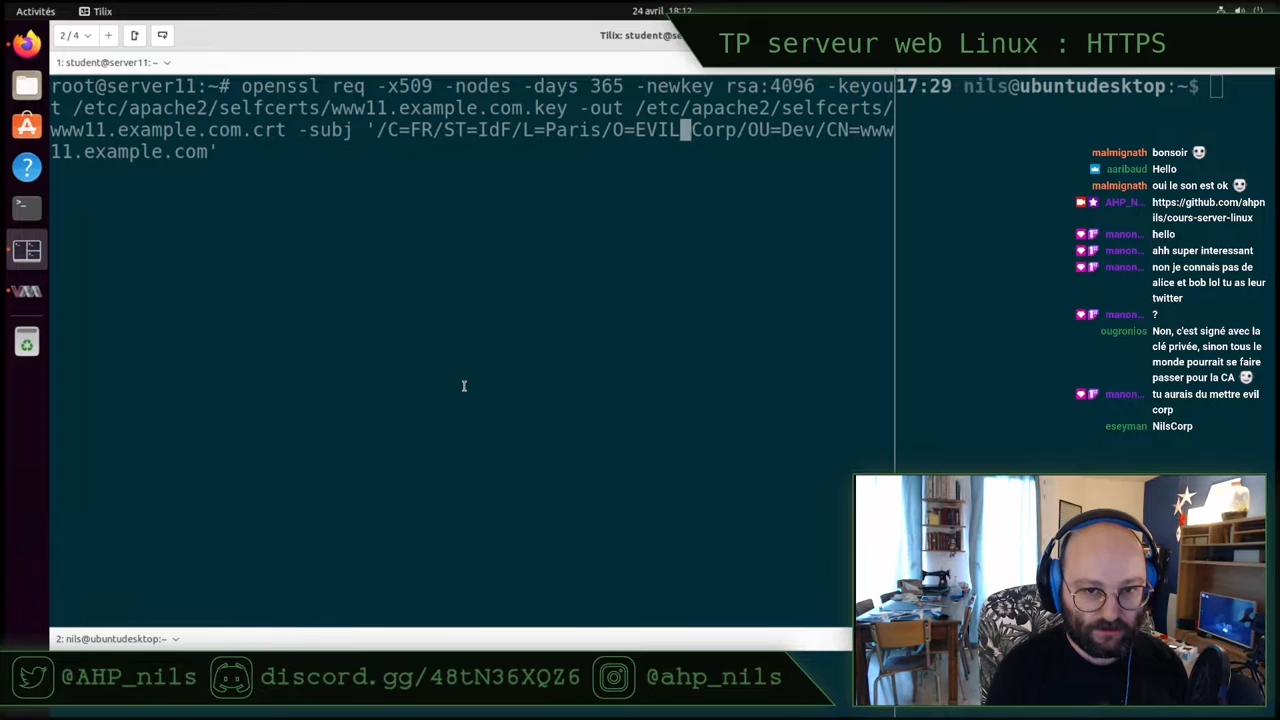 Activités
Tilix
24 avril 18:12
2 / 4
Tilix: student@se
TP serveur web Linux : HTTPS
1: student@server11: ~
root@server11:~# openssl req -x509 -nodes -days 365 -newkey rsa:4096 -keyou
t /etc/apache2/selfcerts/www11.example.com.key -out /etc/apache2/selfcerts/
www11.example.com.crt -subj '/C=FR/ST=IdF/L=Paris/O=EVIL Corp/OU=Dev/CN=www
11.example.com'
17:29 nils@ubuntudesktop:~$
malmignath bonsoir
aaribaud Hello
malmignath oui le son est ok
AHP_N... https://github.com/ahpn
ils/cours-server-linux
manon... hello
manon... ahh super interessant
manon... non je connais pas de
alice et bob lol tu as leur
twitter
manon... ?
ougronios Non, c'est signé avec la
clé privée, sinon tous le
monde pourrait se faire
passer pour la CA
manon... tu aurais du mettre evil
corp
eseyman NilsCorp
2: nils@ubuntudesktop:~
@AHP_nils
discord.gg/48tN36XQZ6
@ahp_nils